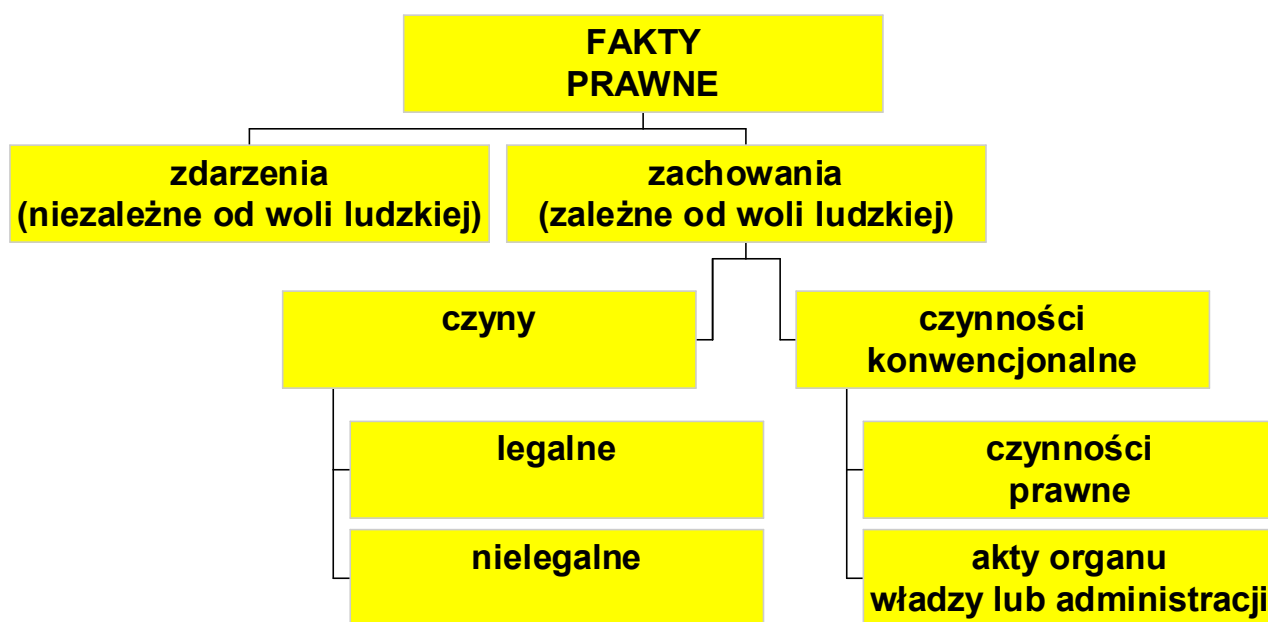 FAKTY
PRAWNE
zdarzenia
(niezależne od woli ludzkiej)
zachowania
(zależne od woli ludzkiej)
czyny
czynności
konwencjonalne
legalne
nielegalne
czynności
prawne
akty organu
władzy lub administracji